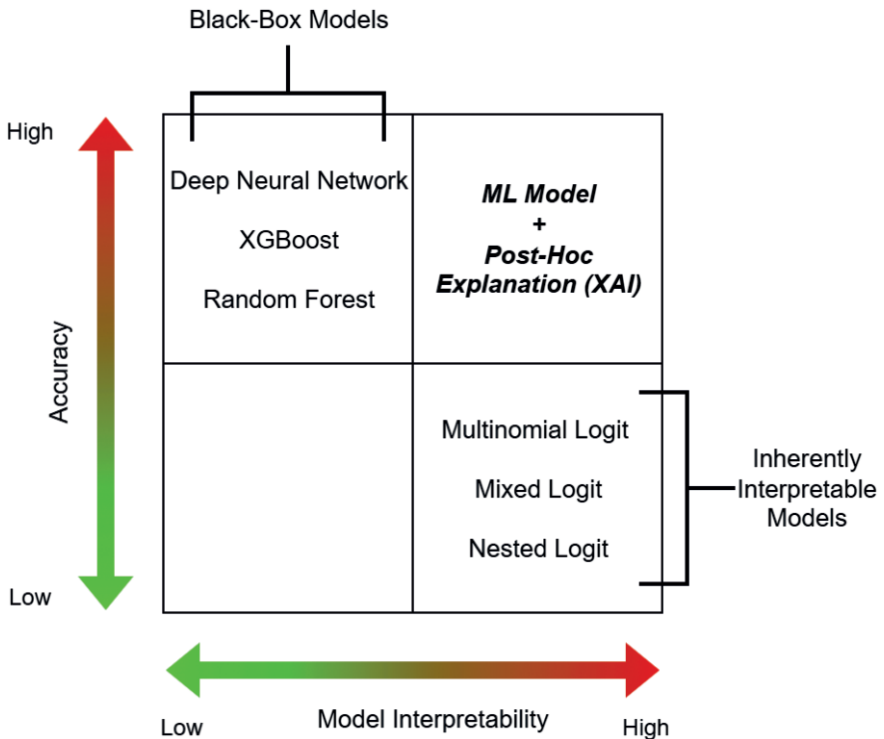 Black-Box Models
High
Deep Neural Network
XGBoost
Random Forest
ML Model
+
Post-Hoc
Explanation (XAI)
Accuracy
Multinomial Logit
Mixed Logit
Nested Logit
Inherently
Interpretable
Models
Low
Low
Model Interpretability
High